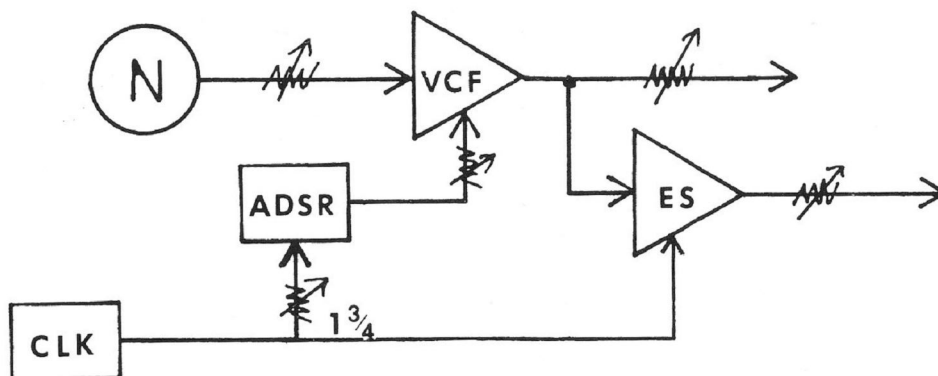 N
VCF
ADSR
ES
1 3/4
CLK